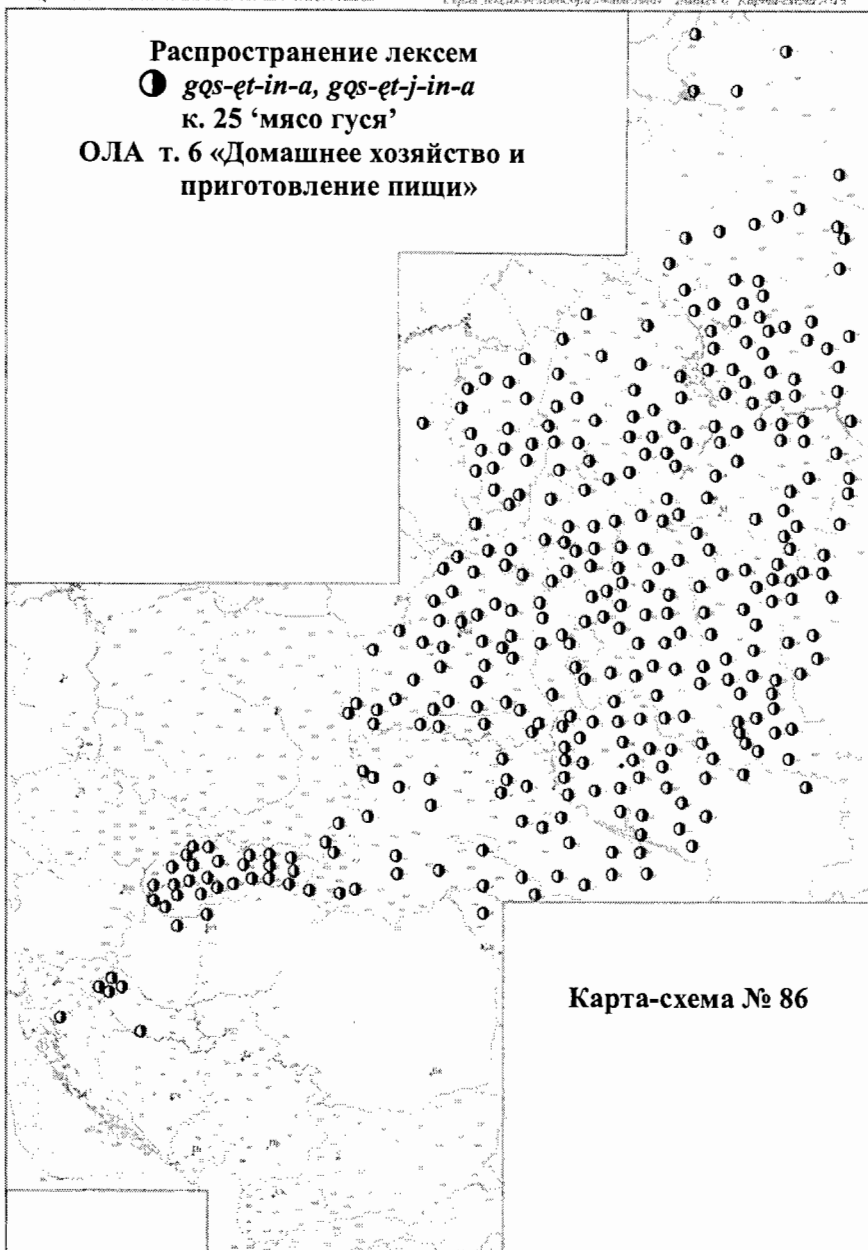 Распространение лексем
gǫs-ęt-in-a, gǫs-ęt-j-in-a
к. 25 ‘мясо гуся’
ОЛА т. 6 «Домашнее хозяйство и
приготовление пищи»
Карта-схема № 86